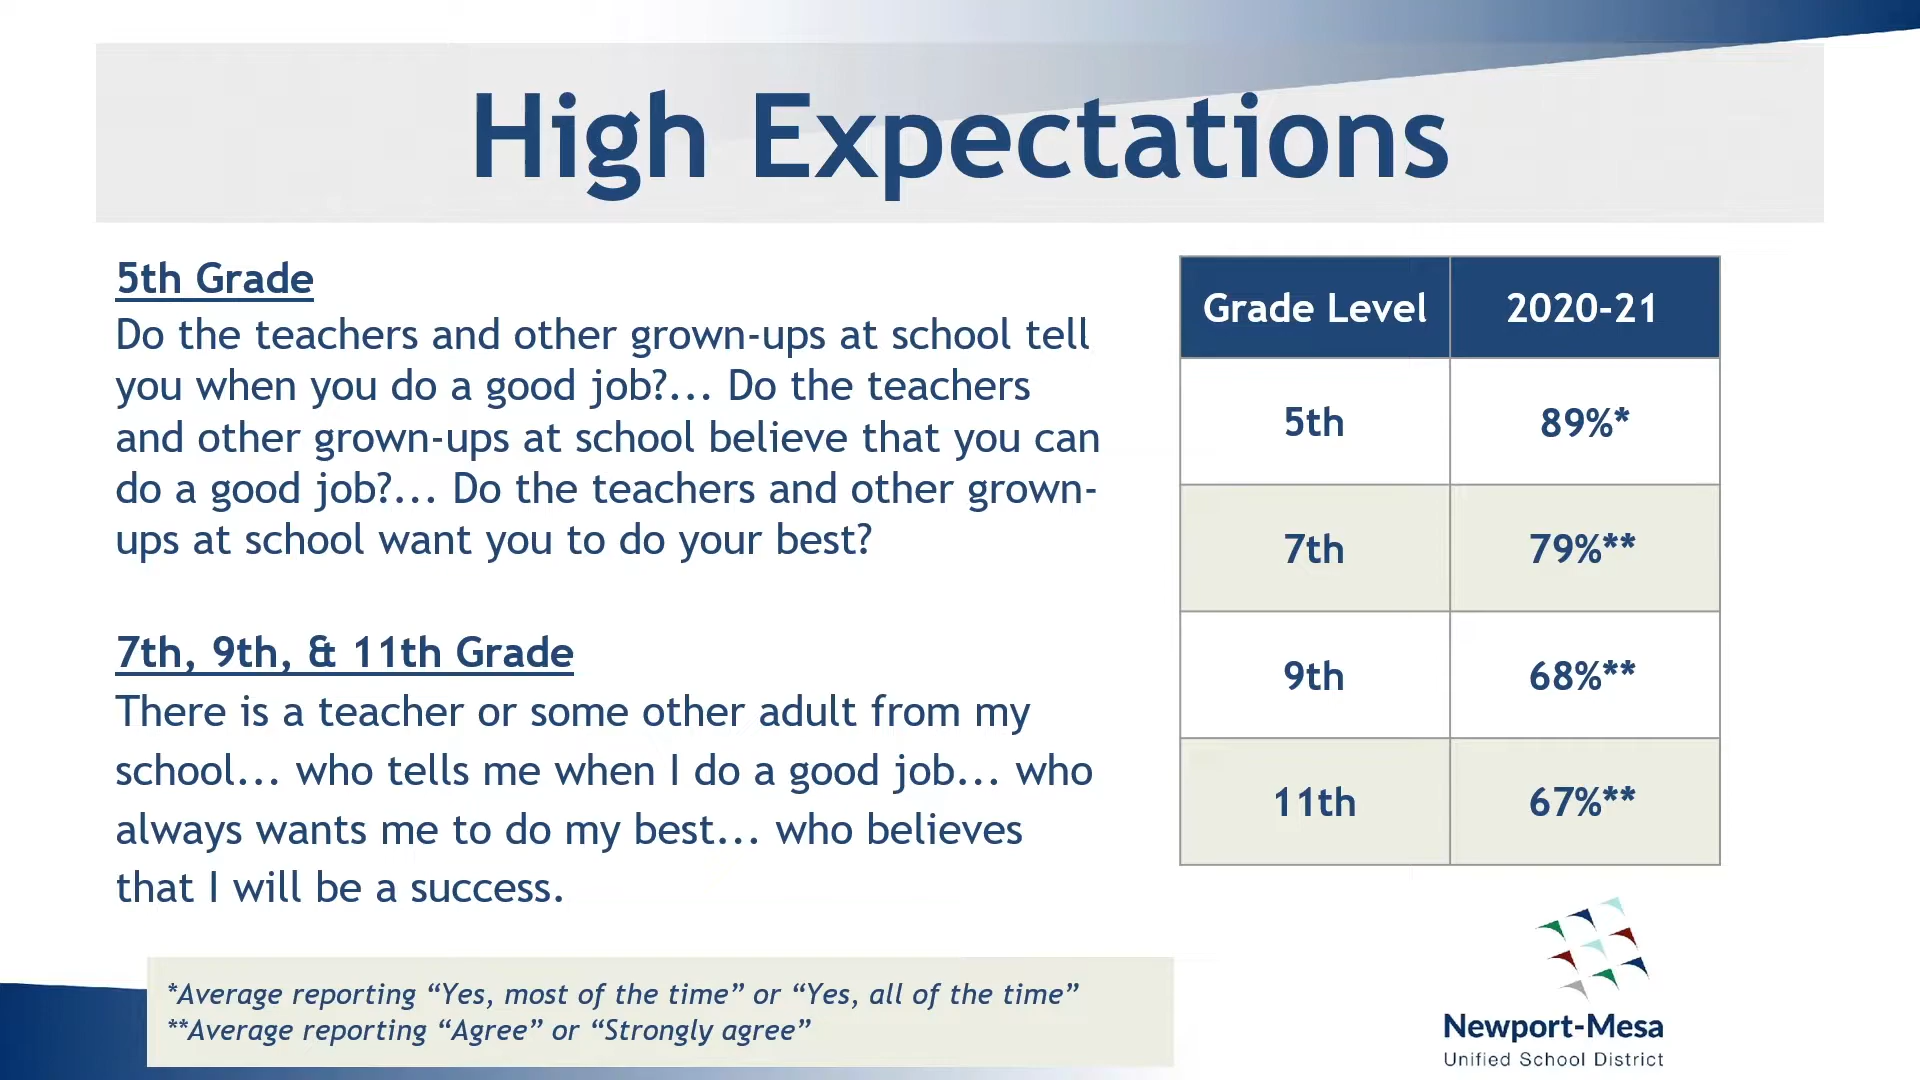 High Expectations
5th Grade
Do the teachers and other grown-ups at school tell
you when you do a good job?... Do the teachers
and other grown-ups at school believe that you can
do a good job?... Do the teachers and other grown-
ups at school want you to do your best?
7th, 9th, & 11th Grade
There is a teacher or some other adult from my
school... who tells me when I do a good job... who
always wants me to do my best... who believes
that I will be a success.
Grade Level 2020-21
5th 89%*
7th 79%**
9th 68%**
11th 67%**
*Average reporting “Yes, most of the time” or “Yes, all of the time”
**Average reporting “Agree” or “Strongly agree”
Newport-Mesa
Unified School District